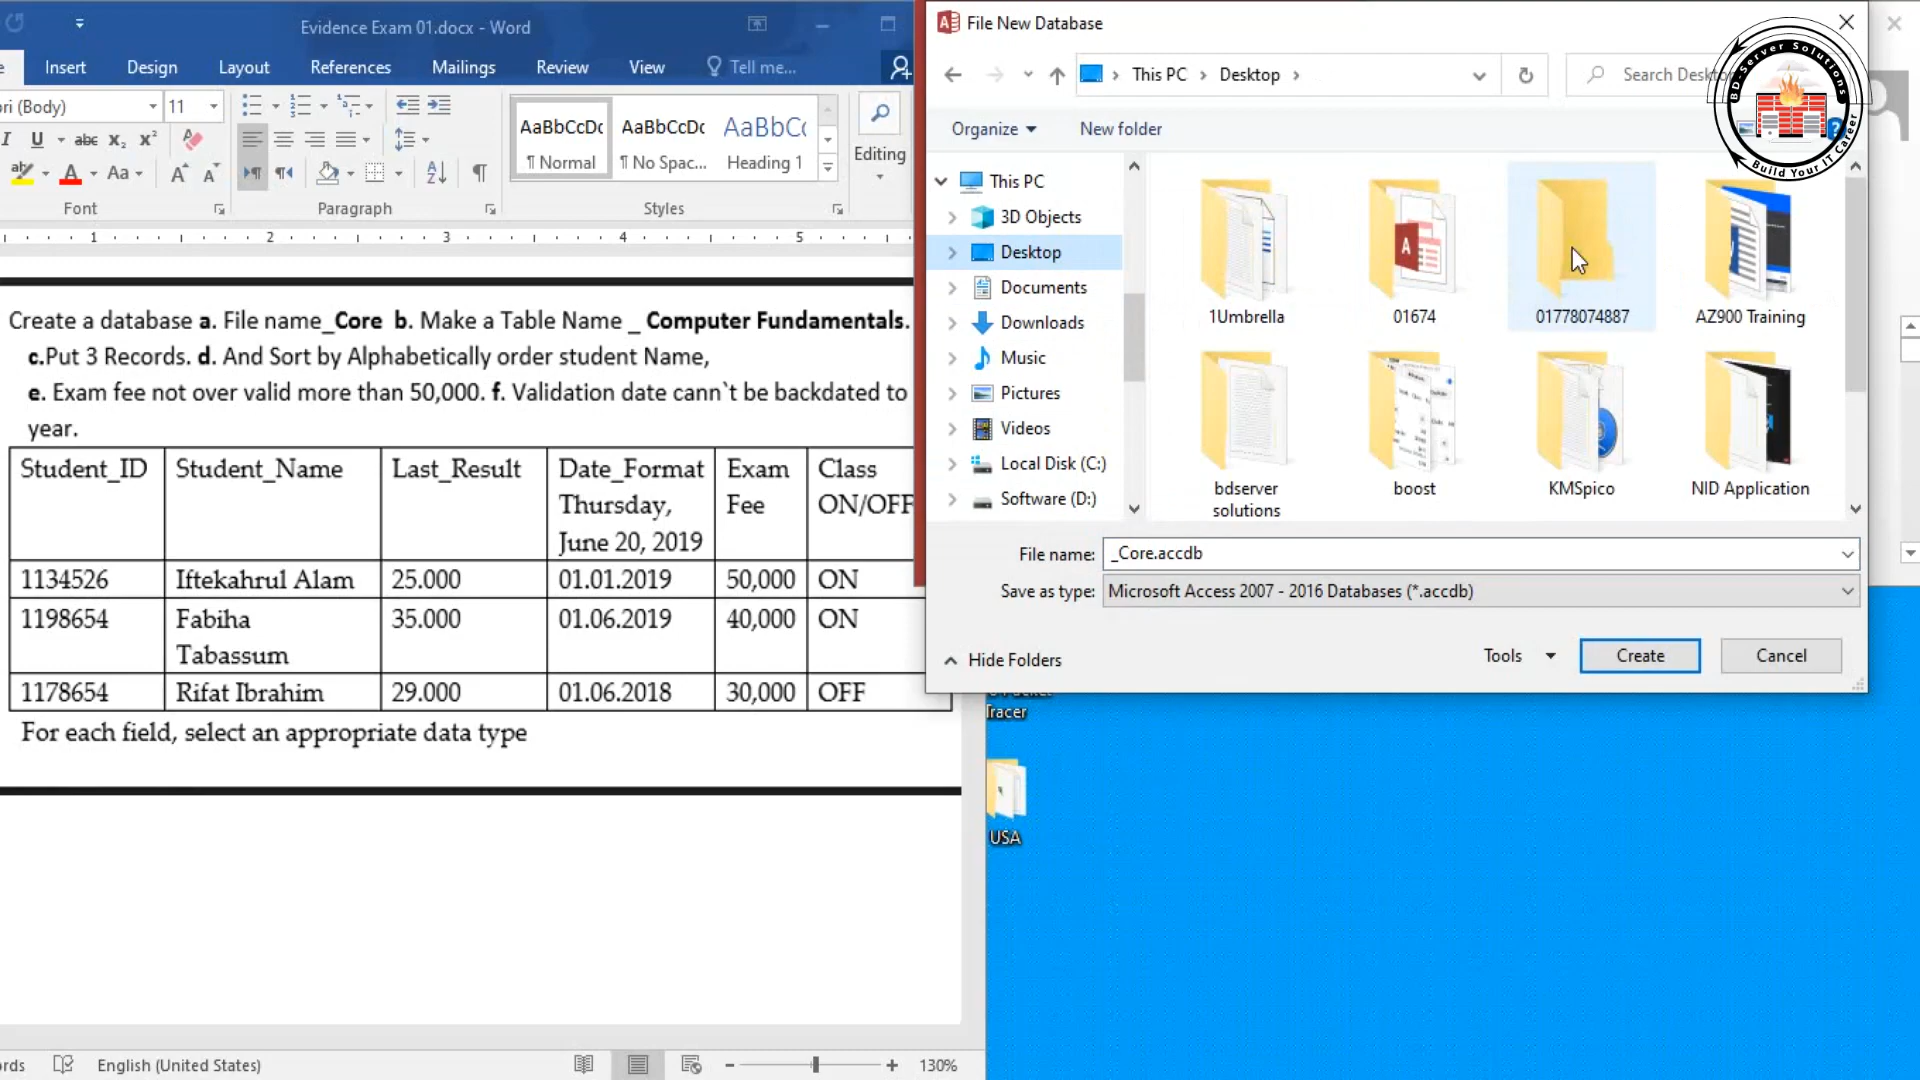 Evidence Exam 01.docx - Word
Insert Design Layout References Mailings Review View Tell me...
ri (Body) 11
AaBbCcDc AaBbCcDc AaBbCc
¶ Normal ¶ No Spac... Heading 1
Editing
Font Paragraph Styles
1 2 3 4 5
Create a database a. File name_Core b. Make a Table Name _ Computer Fundamentals.
c.Put 3 Records. d. And Sort by Alphabetically order student Name,
e. Exam fee not over valid more than 50,000. f. Validation date cann`t be backdated to
year.
Student_ID Student_Name Last_Result Date_Format Thursday, June 20, 2019 Exam Fee Class ON/OFF
1134526 Iftekahrul Alam 25.000 01.01.2019 50,000 ON
1198654 Fabiha Tabassum 35.000 01.06.2019 40,000 ON
1178654 Rifat Ibrahim 29.000 01.06.2018 30,000 OFF
For each field, select an appropriate data type
English (United States)
130%
File New Database
This PC > Desktop >
Organize New folder
This PC
3D Objects
Desktop
Documents
Downloads
Music
Pictures
Videos
Local Disk (C:)
Software (D:)
1Umbrella 01674 01778074887 AZ900 Training
bdserver solutions boost KMSpico NID Application
File name: _Core.accdb
Save as type: Microsoft Access 2007 - 2016 Databases (*.accdb)
Hide Folders Tools Create Cancel
Tracer
USA
BD-Server Solutions
Build Your IT Career